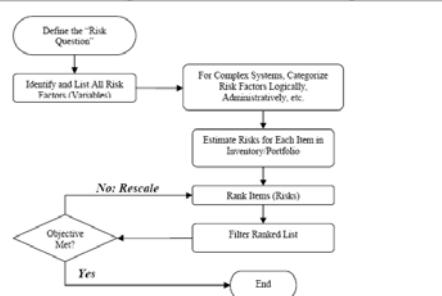 Define the "Risk
Question"
Identify and List All Risk
Factors (Variables)
For Complex Systems, Categorize
Risk Factors Logically,
Administratively, etc.
Estimate Risks for Each Item in
Inventory/Portfolio
No: Rescale
Rank Items (Risks)
Objective
Met?
Filter Ranked List
Yes
End